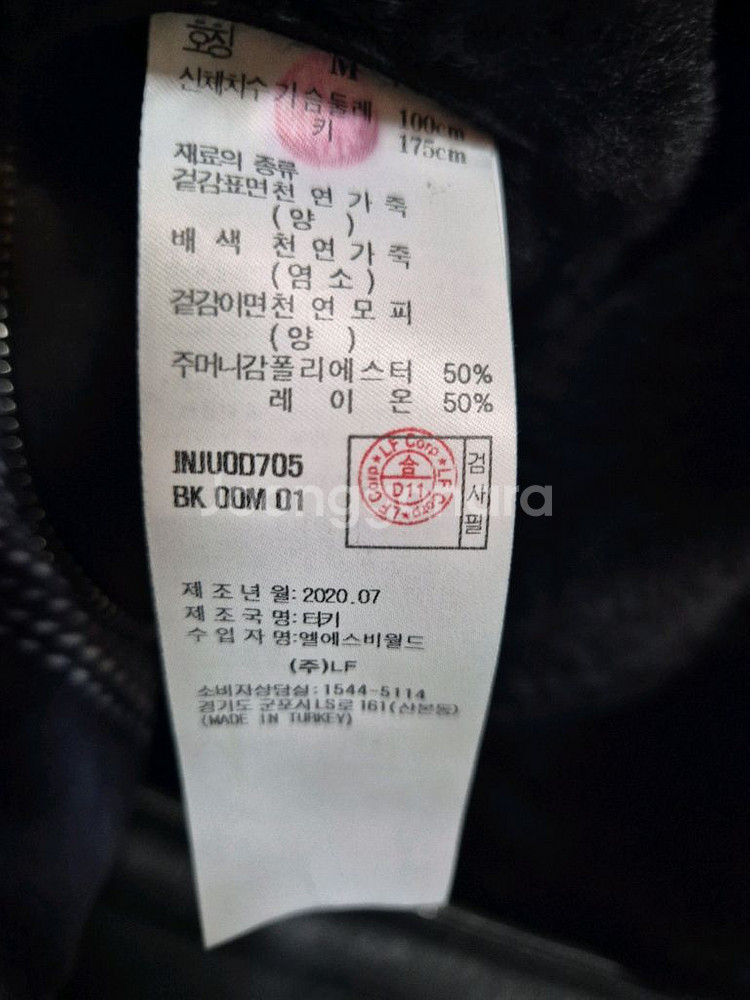 호칭 M
신체치수 가슴둘레 100cm
키 175cm
재료의 종류
겉감표면 천연가죽
(양 )
배색 천연가죽
(염소)
겉감이면 천연모피
(양 )
주머니감 폴리에스터 50%
레이온 50%
INJU0D705
BK 00M 01
LF Corp ★ LF Corp ★ LF Corp ★
合
D11
검사필
제조년월: 2020.07
제조국명: 터키
수입자명:엘에스비월드
(주)LF
소비자상담실:1544-5114
경기도 군포시LS로 161(산본동)
(MADE IN TURKEY)